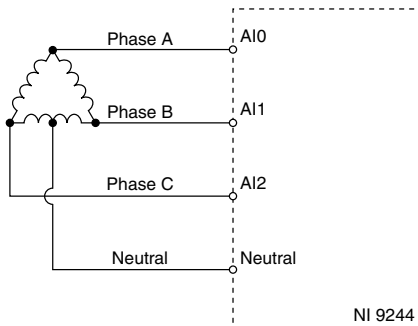 Phase A
AI0
Phase B
AI1
Phase C
AI2
Neutral
Neutral
NI 9244